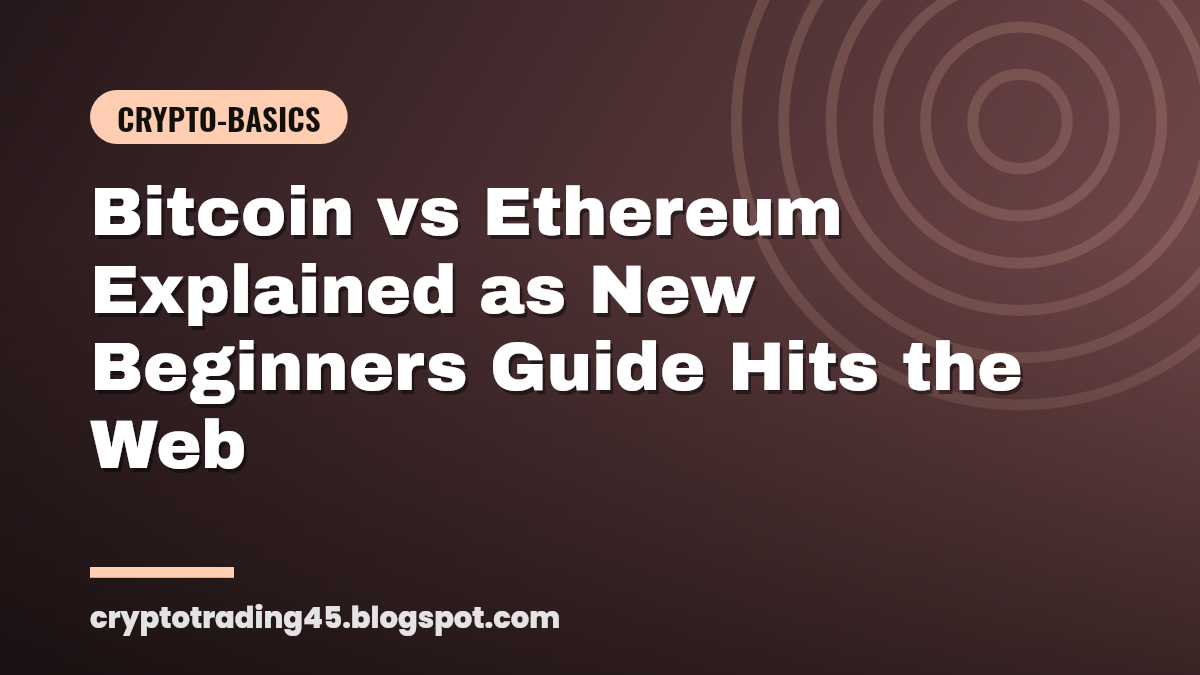 CRYPTO-BASICS
Bitcoin vs Ethereum
Explained as New
Beginners Guide Hits the
Web
cryptotrading45.blogspot.com